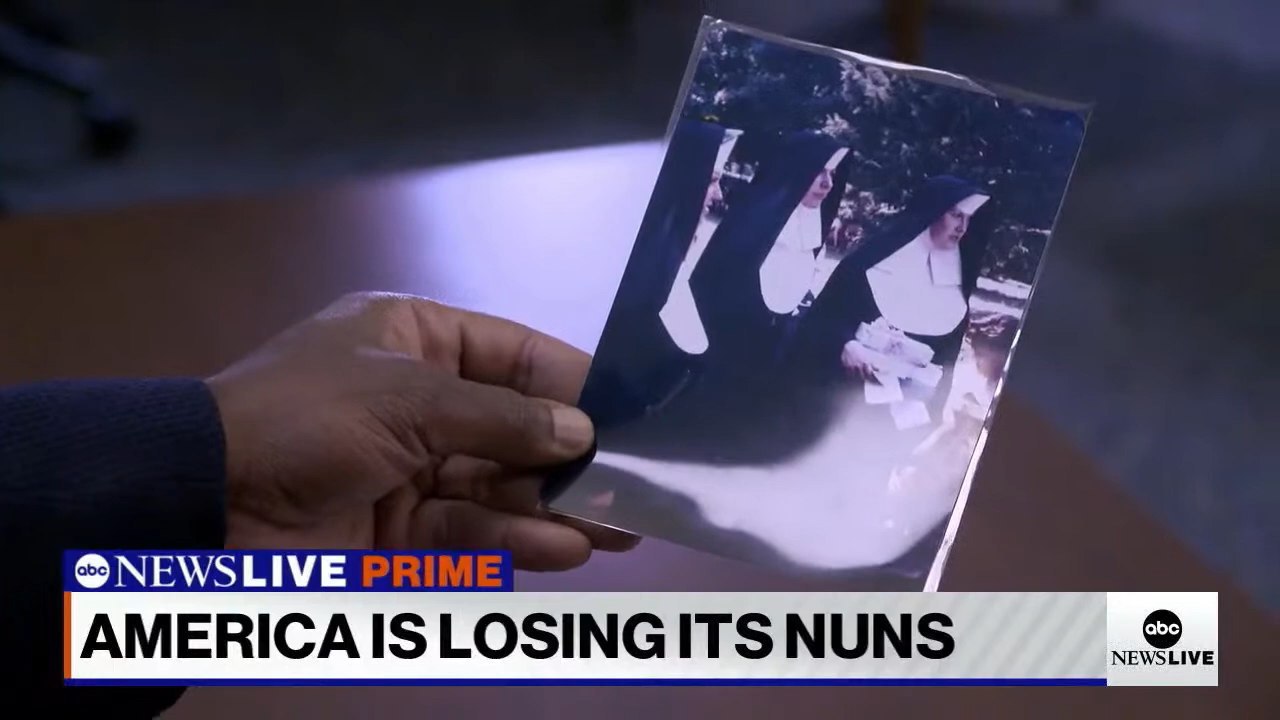 abc NEWS LIVE PRIME
AMERICA IS LOSING ITS NUNS
abc
NEWS LIVE